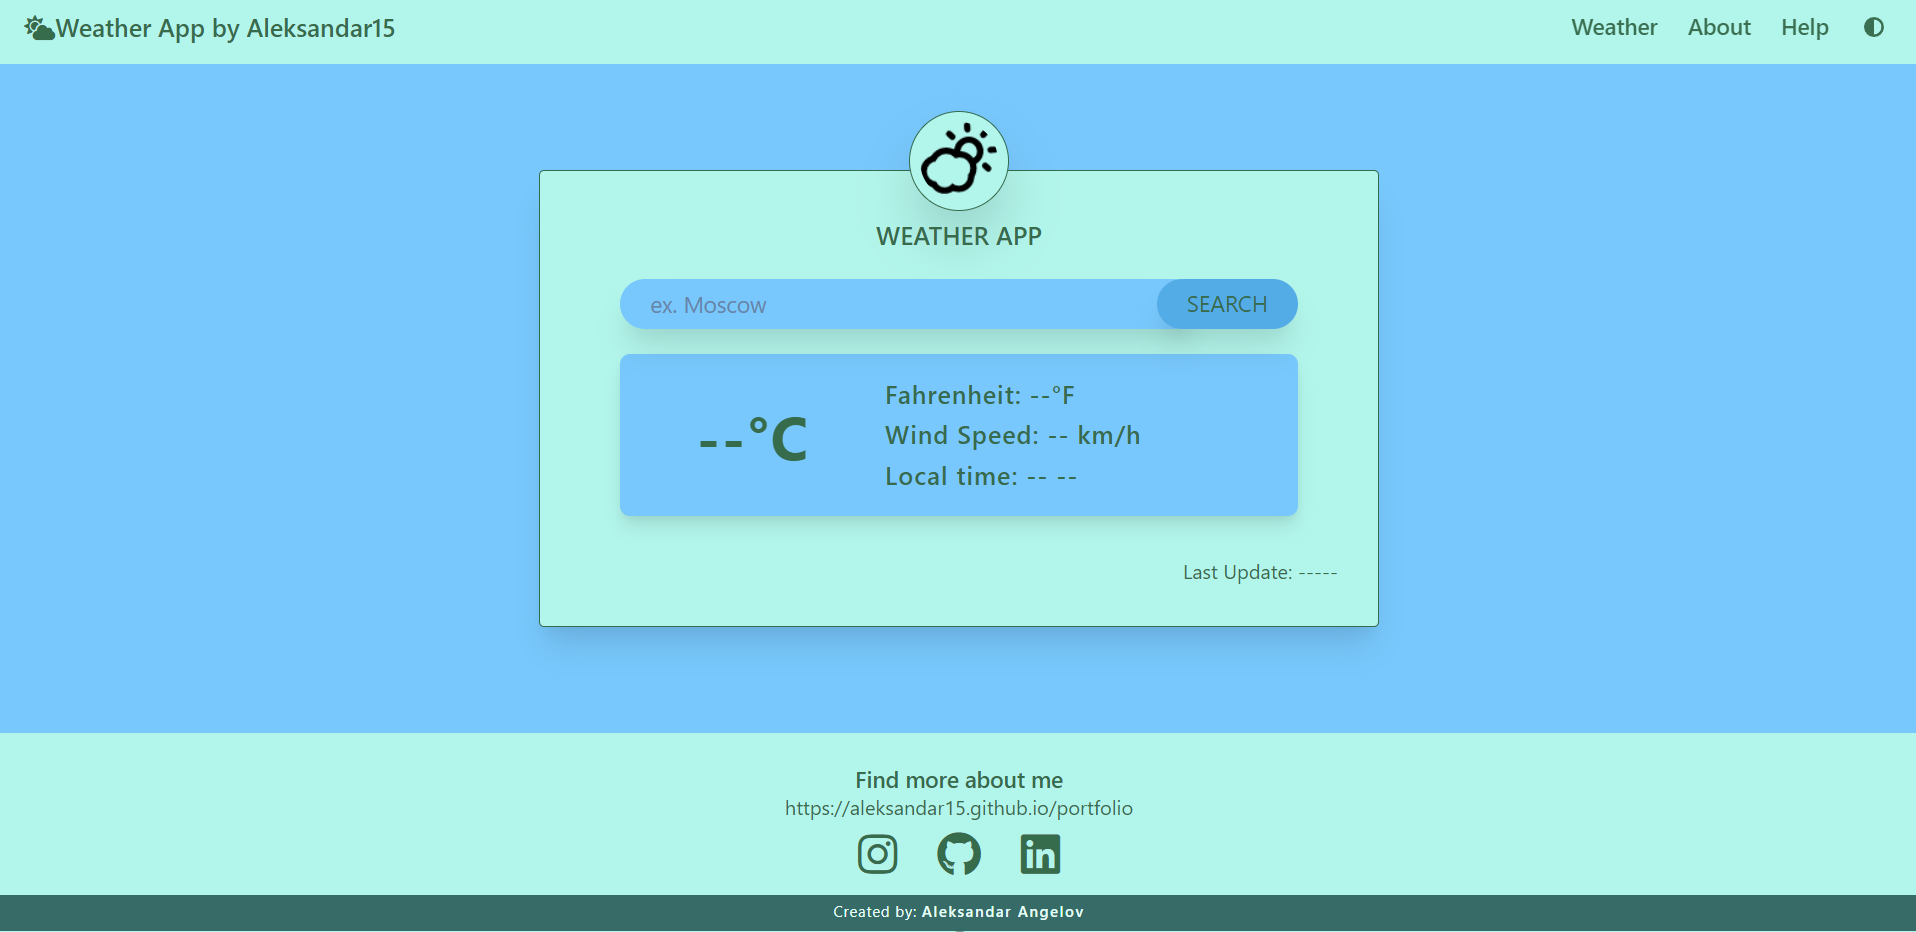 Weather App by Aleksandar15
Weather About Help
WEATHER APP
ex. Moscow SEARCH
--°C
Fahrenheit: --°F
Wind Speed: -- km/h
Local time: -- --
Last Update: -----
Find more about me
https://aleksandar15.github.io/portfolio
in
Created by: Aleksandar Angelov